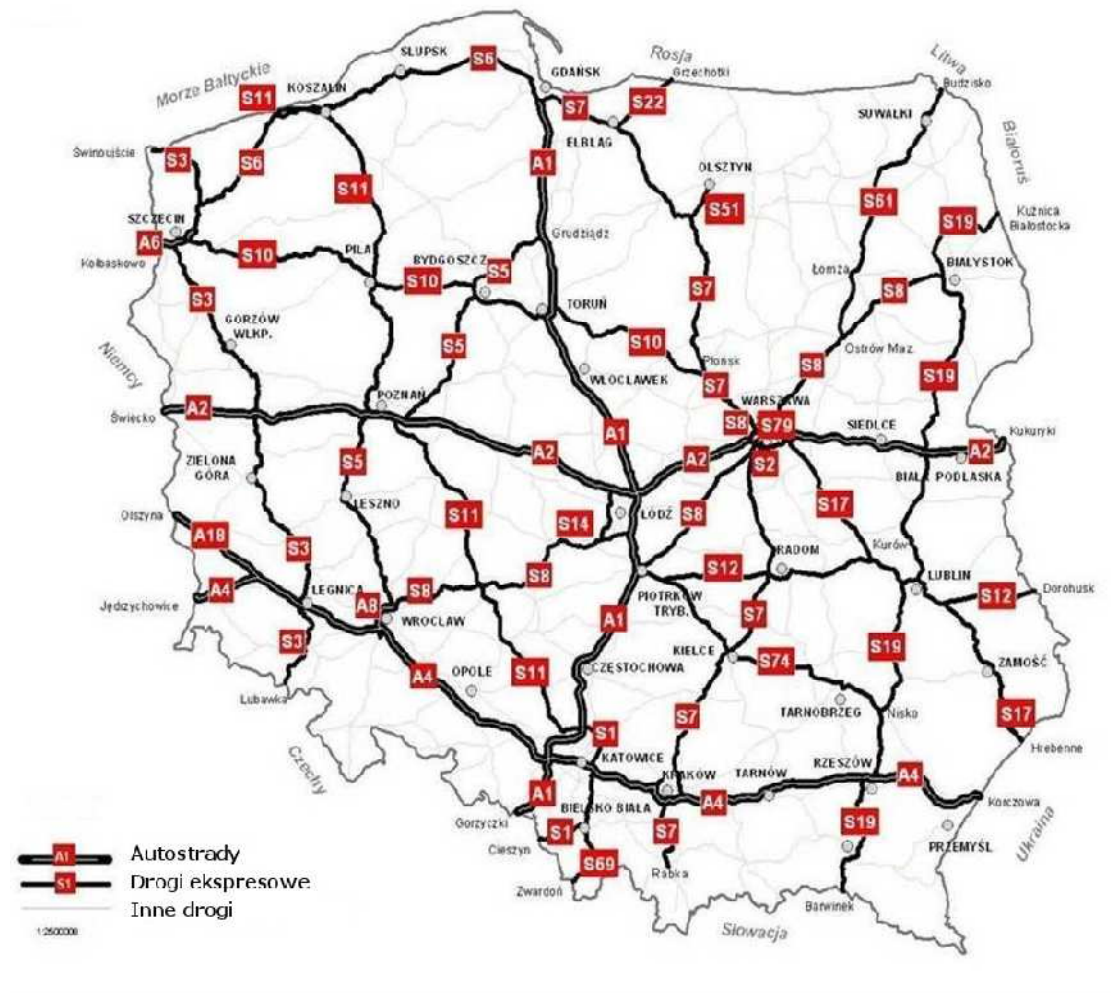 Morze Bałtyckie
Rosja
Litwa
SŁUPSK
S6
GDAŃSK
Grzechotki
Budzisko
S11
KOSZALIN
S7
S22
SUWAŁKI
ELBLĄG
Białoruś
Świnoujście
S3
S6
A1
OLSZTYN
S11
S51
S61
S19
Kuźnica
Białostocka
SZCZECIN
A6
Kołbaskowo
S10
PIŁA
BYDGOSZCZ
S10
S5
Grudziądz
Łomża
BIAŁYSTOK
S3
S7
S8
TORUŃ
GORZÓW
WLKP.
S5
S10
Ostrów Maz.
Niemcy
Płońsk
S8
S19
WŁOCŁAWEK
S7
POZNAŃ
WARSZAWA
Świecko
A2
A1
S8
S79
SIEDLCE
Kukuryki
A2
A2
S2
A2
ZIELONA
GÓRA
S5
BIAŁA PODLASKA
LESZNO
S11
S14
ŁÓDŹ
S8
S17
Olszyna
A18
S3
RADOM
Kurów
S8
S12
LUBLIN
Dorohusk
A4
LEGNICA
A8
S8
PIOTRKÓW
TRYB.
S12
Jędrzychowice
WROCŁAW
A1
S7
S3
KIELCE
S74
S19
ZAMOŚĆ
A4
OPOLE
S11
CZĘSTOCHOWA
Lubawka
TARNOBRZEG
Nisko
S17
S7
Hrebenne
S1
Czechy
KATOWICE
KRAKÓW
TARNÓW
RZESZÓW
A4
A1
A4
Korczowa
Gorzyczki
BIELSKO BIAŁA
S1
S7
S19
Ukraina
Cieszyn
PRZEMYŚL
S69
Rabka
Zwardoń
Barwinek
Słowacja
A1 Autostrady
S1 Drogi ekspresowe
Inne drogi